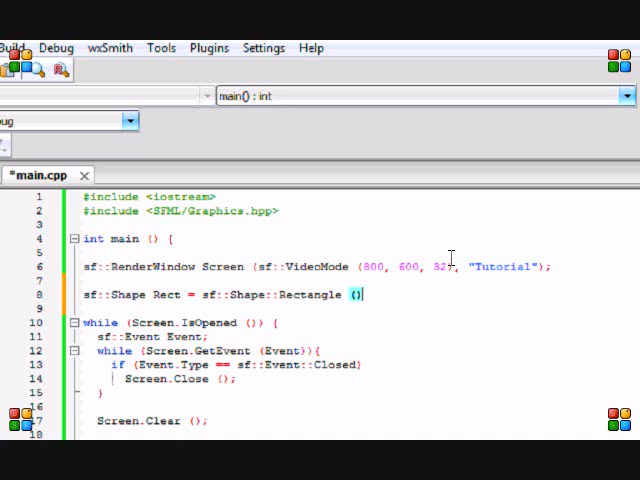 Build Debug wxSmith Tools Plugins Settings Help
main() : int
ug
*main.cpp
1 #include <iostream>
2 #include <SFML/Graphics.hpp>
3
4 int main () {
5
6 sf::RenderWindow Screen (sf::VideoMode (800, 600, 32), "Tutorial");
7
8 sf::Shape Rect = sf::Shape::Rectangle ()
9
10 while (Screen.IsOpened ()) {
11 sf::Event Event;
12 while (Screen.GetEvent (Event)){
13 if (Event.Type == sf::Event::Closed)
14 Screen.Close ();
15 }
16
17 Screen.Clear ();
18